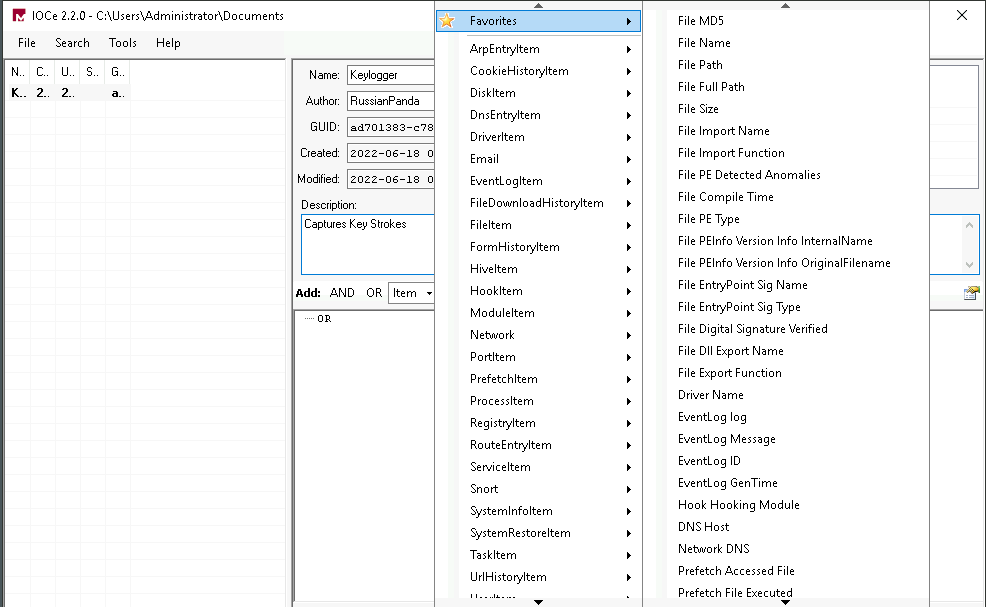 IOCe 2.2.0 - C:\Users\Administrator\Documents
File Search Tools Help
N.. C.. U.. S.. G..
K.. 2.. 2.. a..
Name: Keylogger
Author: RussianPanda
GUID: ad701383-c78
Created: 2022-06-18 0
Modified: 2022-06-18 0
Description:
Captures Key Strokes
Add: AND OR Item
OR
Favorites
ArpEntryItem
CookieHistoryItem
DiskItem
DnsEntryItem
DriverItem
Email
EventLogItem
FileDownloadHistoryItem
FileItem
FormHistoryItem
HiveItem
HookItem
ModuleItem
Network
PortItem
PrefetchItem
ProcessItem
RegistryItem
RouteEntryItem
ServiceItem
Snort
SystemInfoItem
SystemRestoreItem
TaskItem
UrlHistoryItem
UserItem
File MD5
File Name
File Path
File Full Path
File Size
File Import Name
File Import Function
File PE Detected Anomalies
File Compile Time
File PE Type
File PEInfo Version Info InternalName
File PEInfo Version Info OriginalFilename
File EntryPoint Sig Name
File EntryPoint Sig Type
File Digital Signature Verified
File Dll Export Name
File Export Function
Driver Name
EventLog log
EventLog Message
EventLog ID
EventLog GenTime
Hook Hooking Module
DNS Host
Network DNS
Prefetch Accessed File
Prefetch File Executed